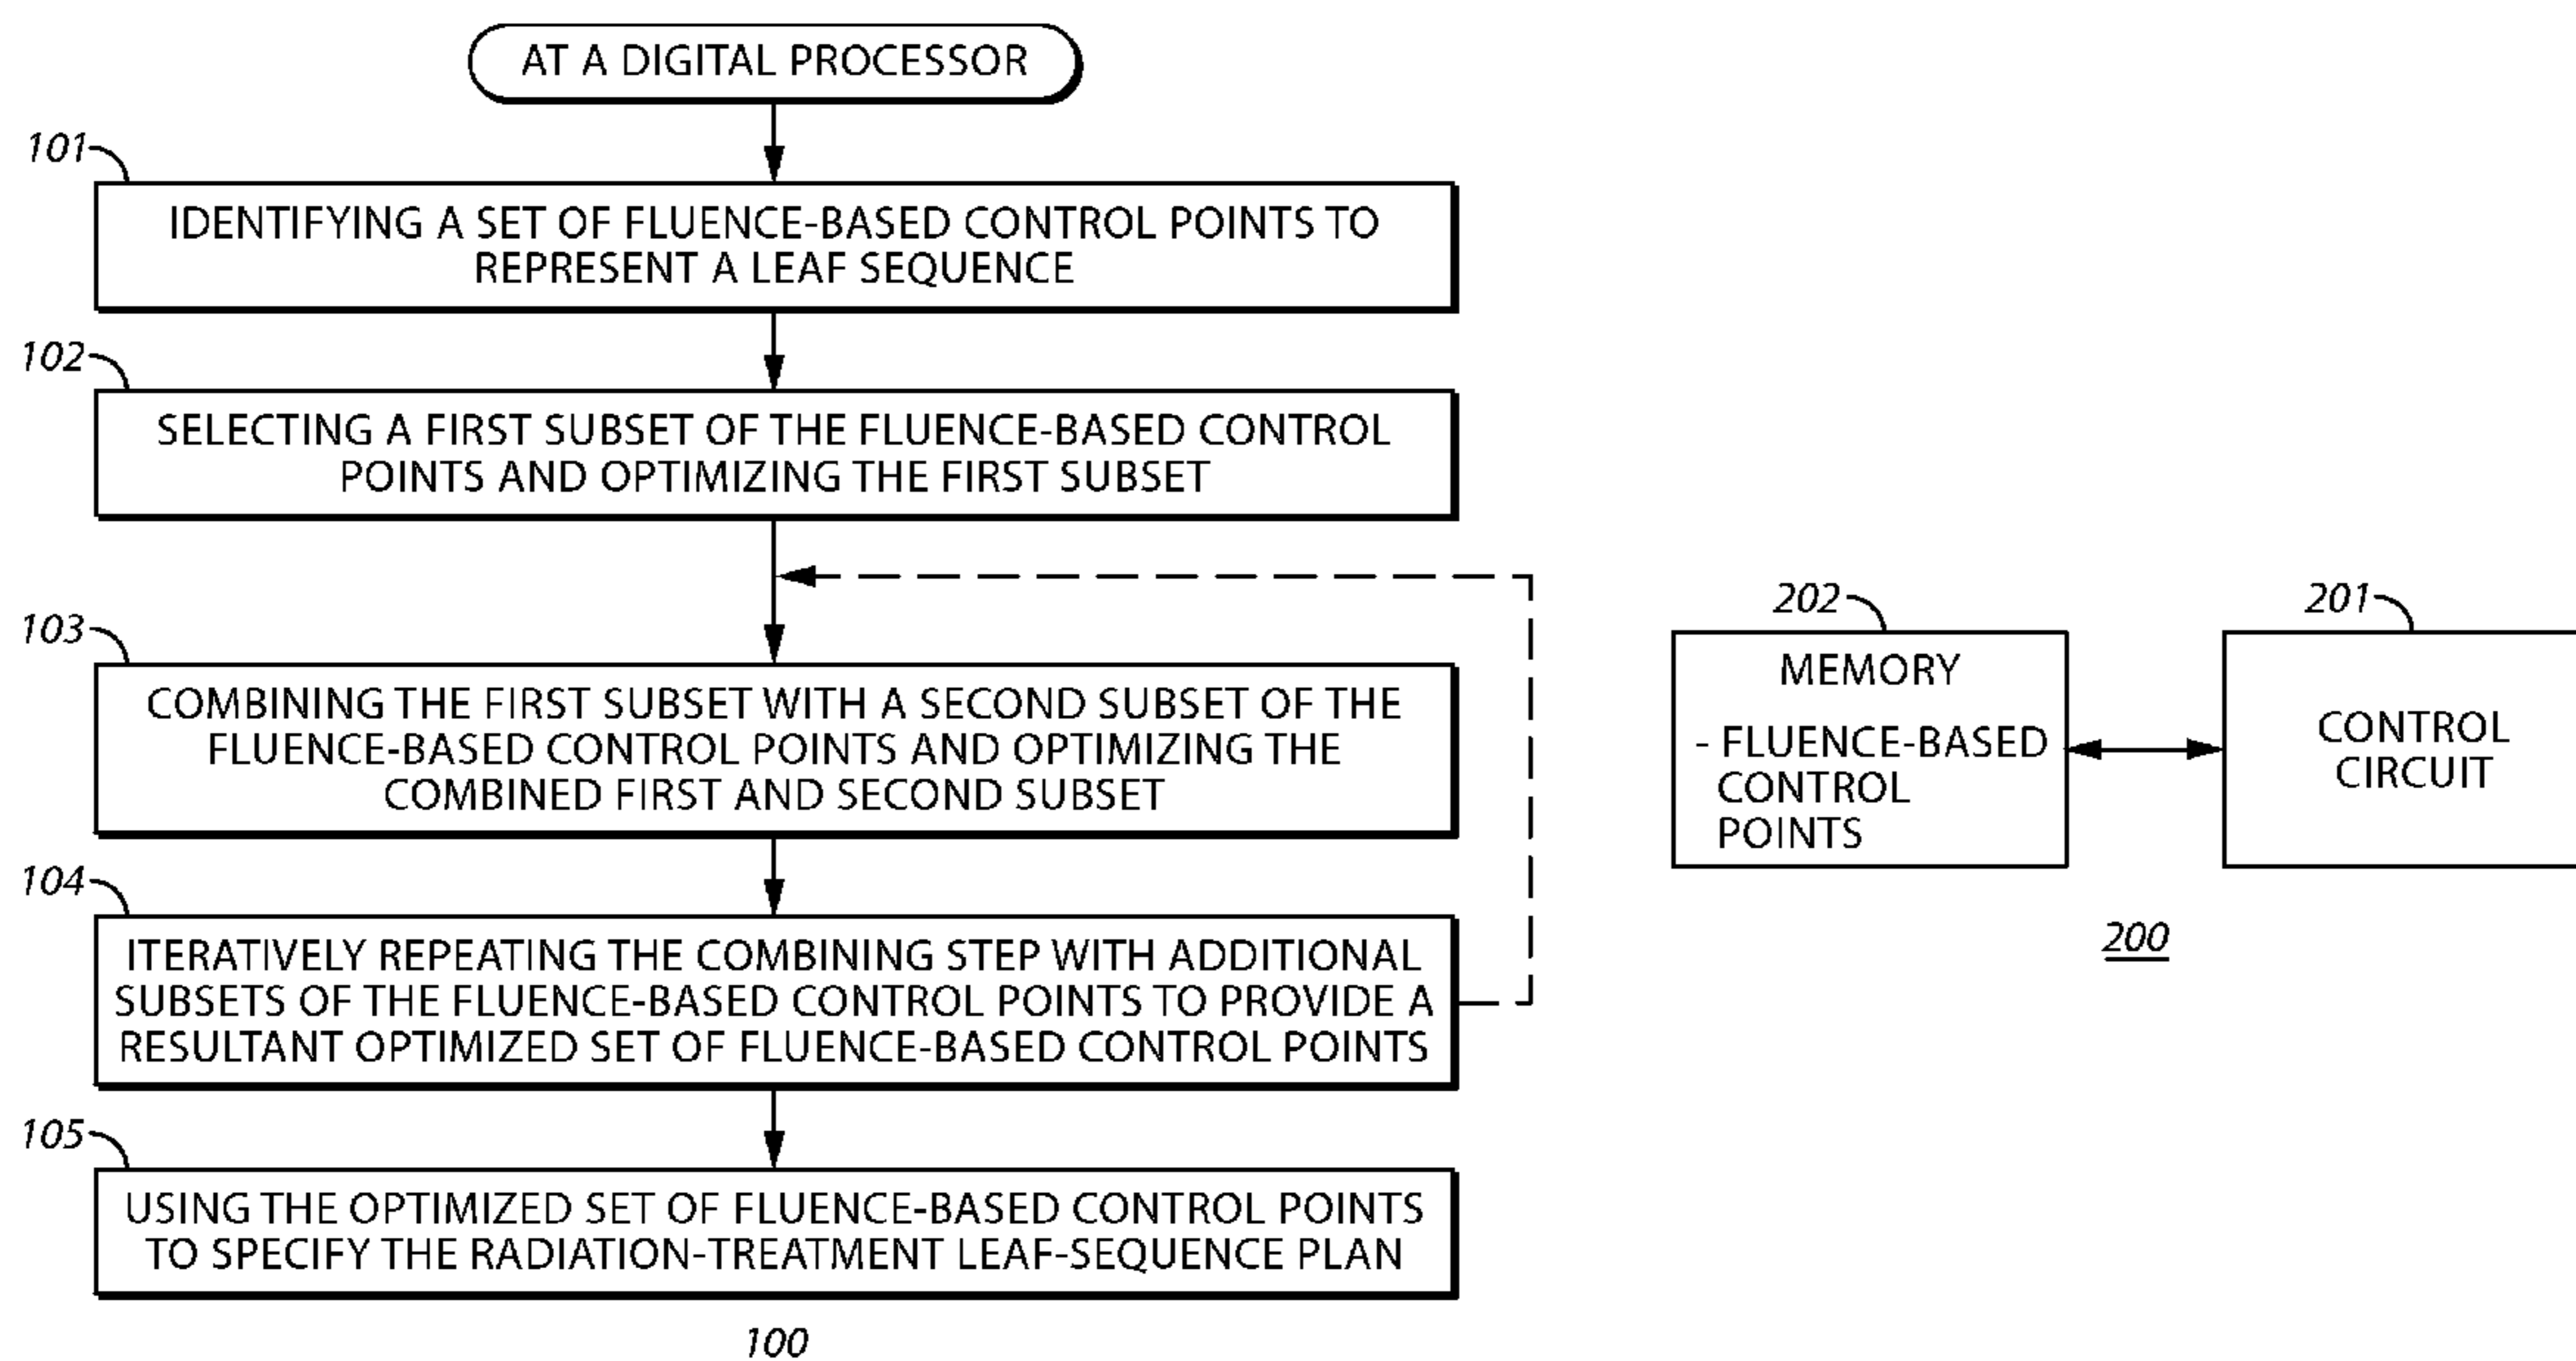 AT A DIGITAL PROCESSOR
101
IDENTIFYING A SET OF FLUENCE-BASED CONTROL POINTS TO
REPRESENT A LEAF SEQUENCE
102
SELECTING A FIRST SUBSET OF THE FLUENCE-BASED CONTROL
POINTS AND OPTIMIZING THE FIRST SUBSET
103
COMBINING THE FIRST SUBSET WITH A SECOND SUBSET OF THE
FLUENCE-BASED CONTROL POINTS AND OPTIMIZING THE
COMBINED FIRST AND SECOND SUBSET
104
ITERATIVELY REPEATING THE COMBINING STEP WITH ADDITIONAL
SUBSETS OF THE FLUENCE-BASED CONTROL POINTS TO PROVIDE A
RESULTANT OPTIMIZED SET OF FLUENCE-BASED CONTROL POINTS
105
USING THE OPTIMIZED SET OF FLUENCE-BASED CONTROL POINTS
TO SPECIFY THE RADIATION-TREATMENT LEAF-SEQUENCE PLAN
100
202
MEMORY
- FLUENCE-BASED
CONTROL
POINTS
201
CONTROL
CIRCUIT
200